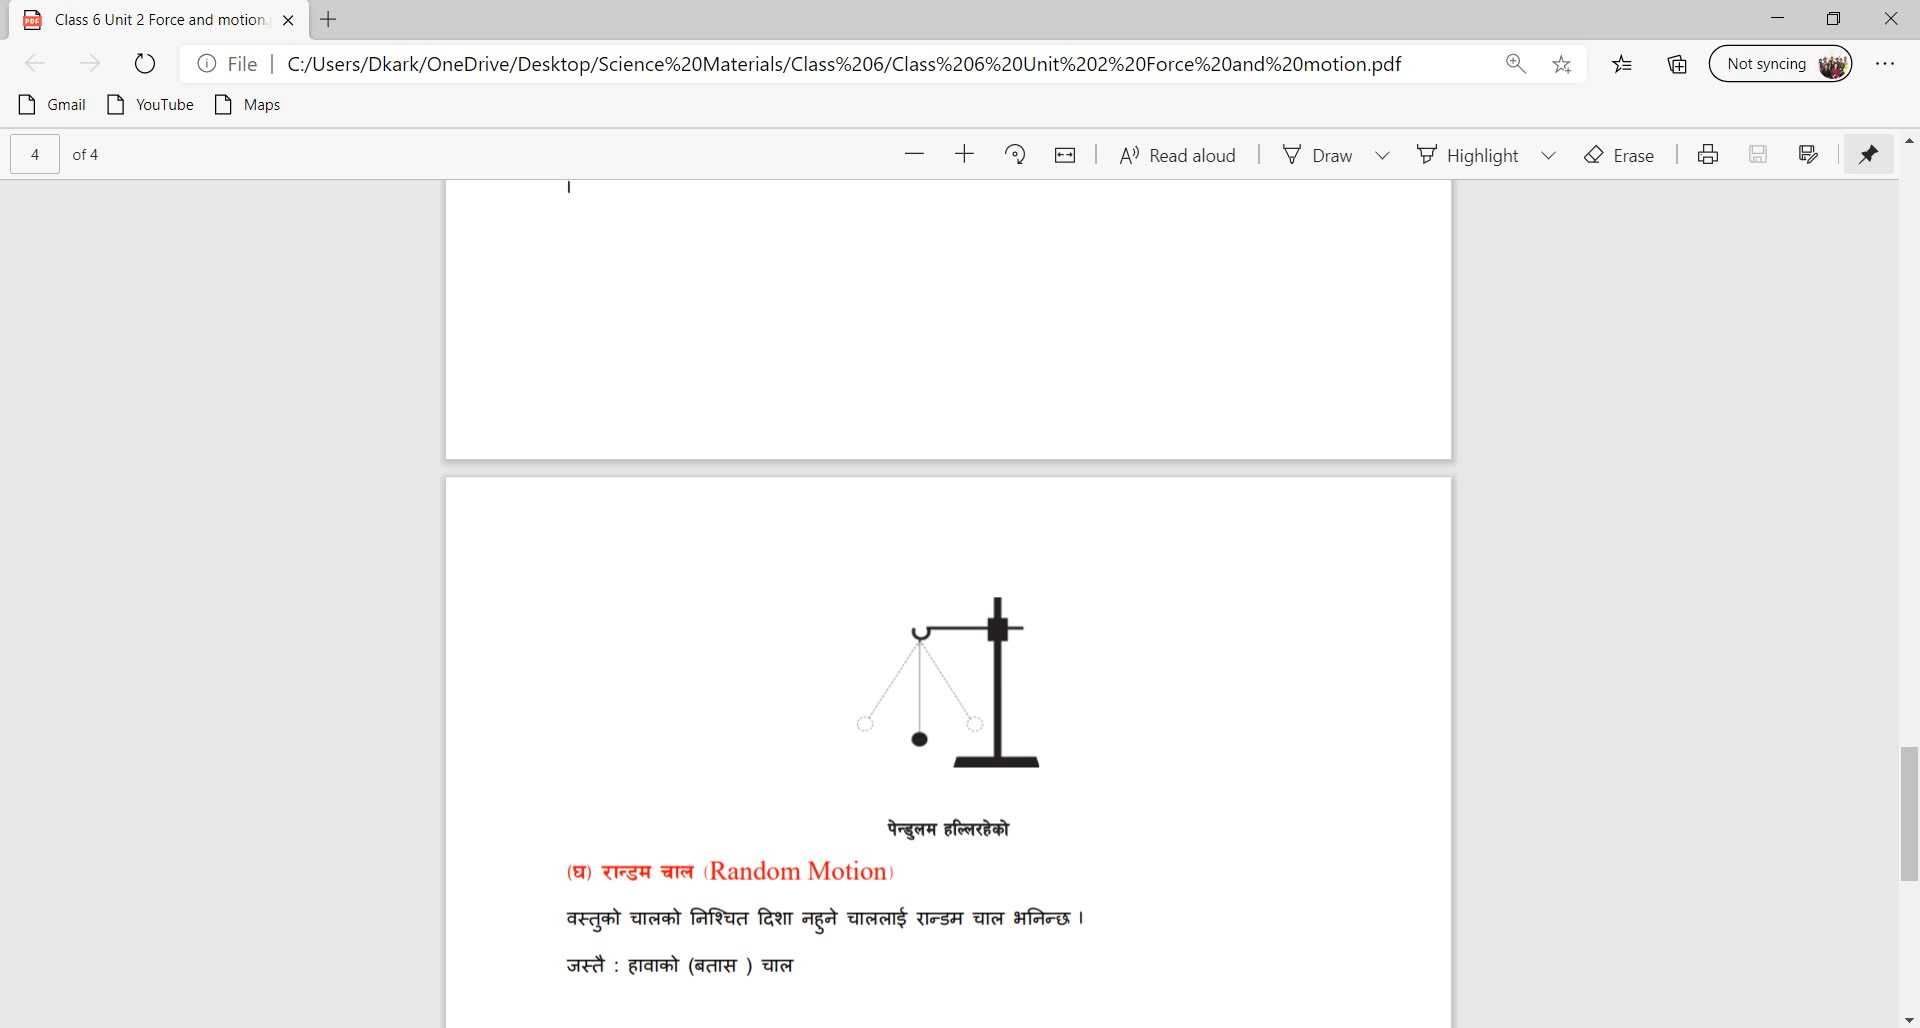 Class 6 Unit 2 Force and motion.
File
C:/Users/Dkark/OneDrive/Desktop/Science%20Materials/Class%206/Class%206%20Unit%202%20Force%20and%20motion.pdf
Not syncing
Gmail YouTube Maps
4 of 4
Read aloud Draw Highlight Erase
।
पेन्डुलम हल्लिरहेको
(घ) रान्डम चाल (Random Motion)
वस्तुको चालको निश्चित दिशा नहुने चाललाई रान्डम चाल भनिन्छ ।
जस्तै : हावाको (बतास ) चाल